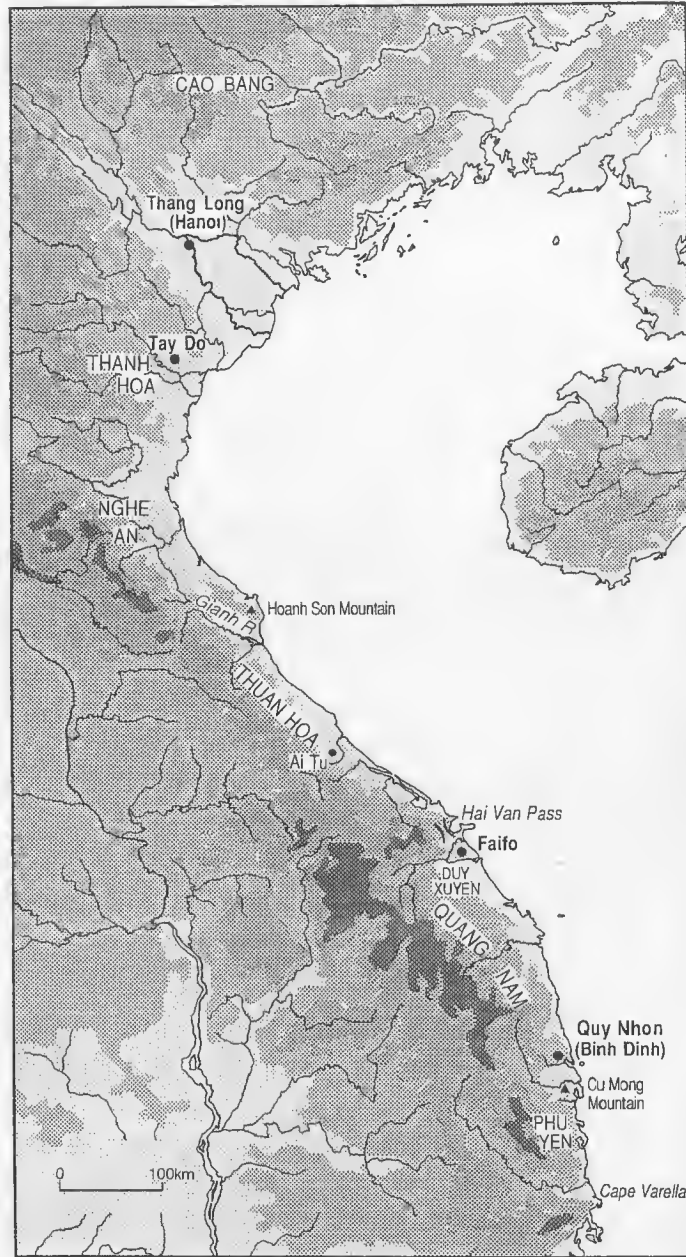 CAO BANG
Thang Long
(Hanoi)
Tay Do
THANH
HOA
NGHE
AN
Gianh R
Hoanh Son Mountain
THUAN HOA
Ai Tu
Hai Van Pass
Faifo
DUY
XUYEN
QUANG NAM
Quy Nhon
(Binh Dinh)
Cu Mong
Mountain
PHU
YEN
0 100km
Cape Varella